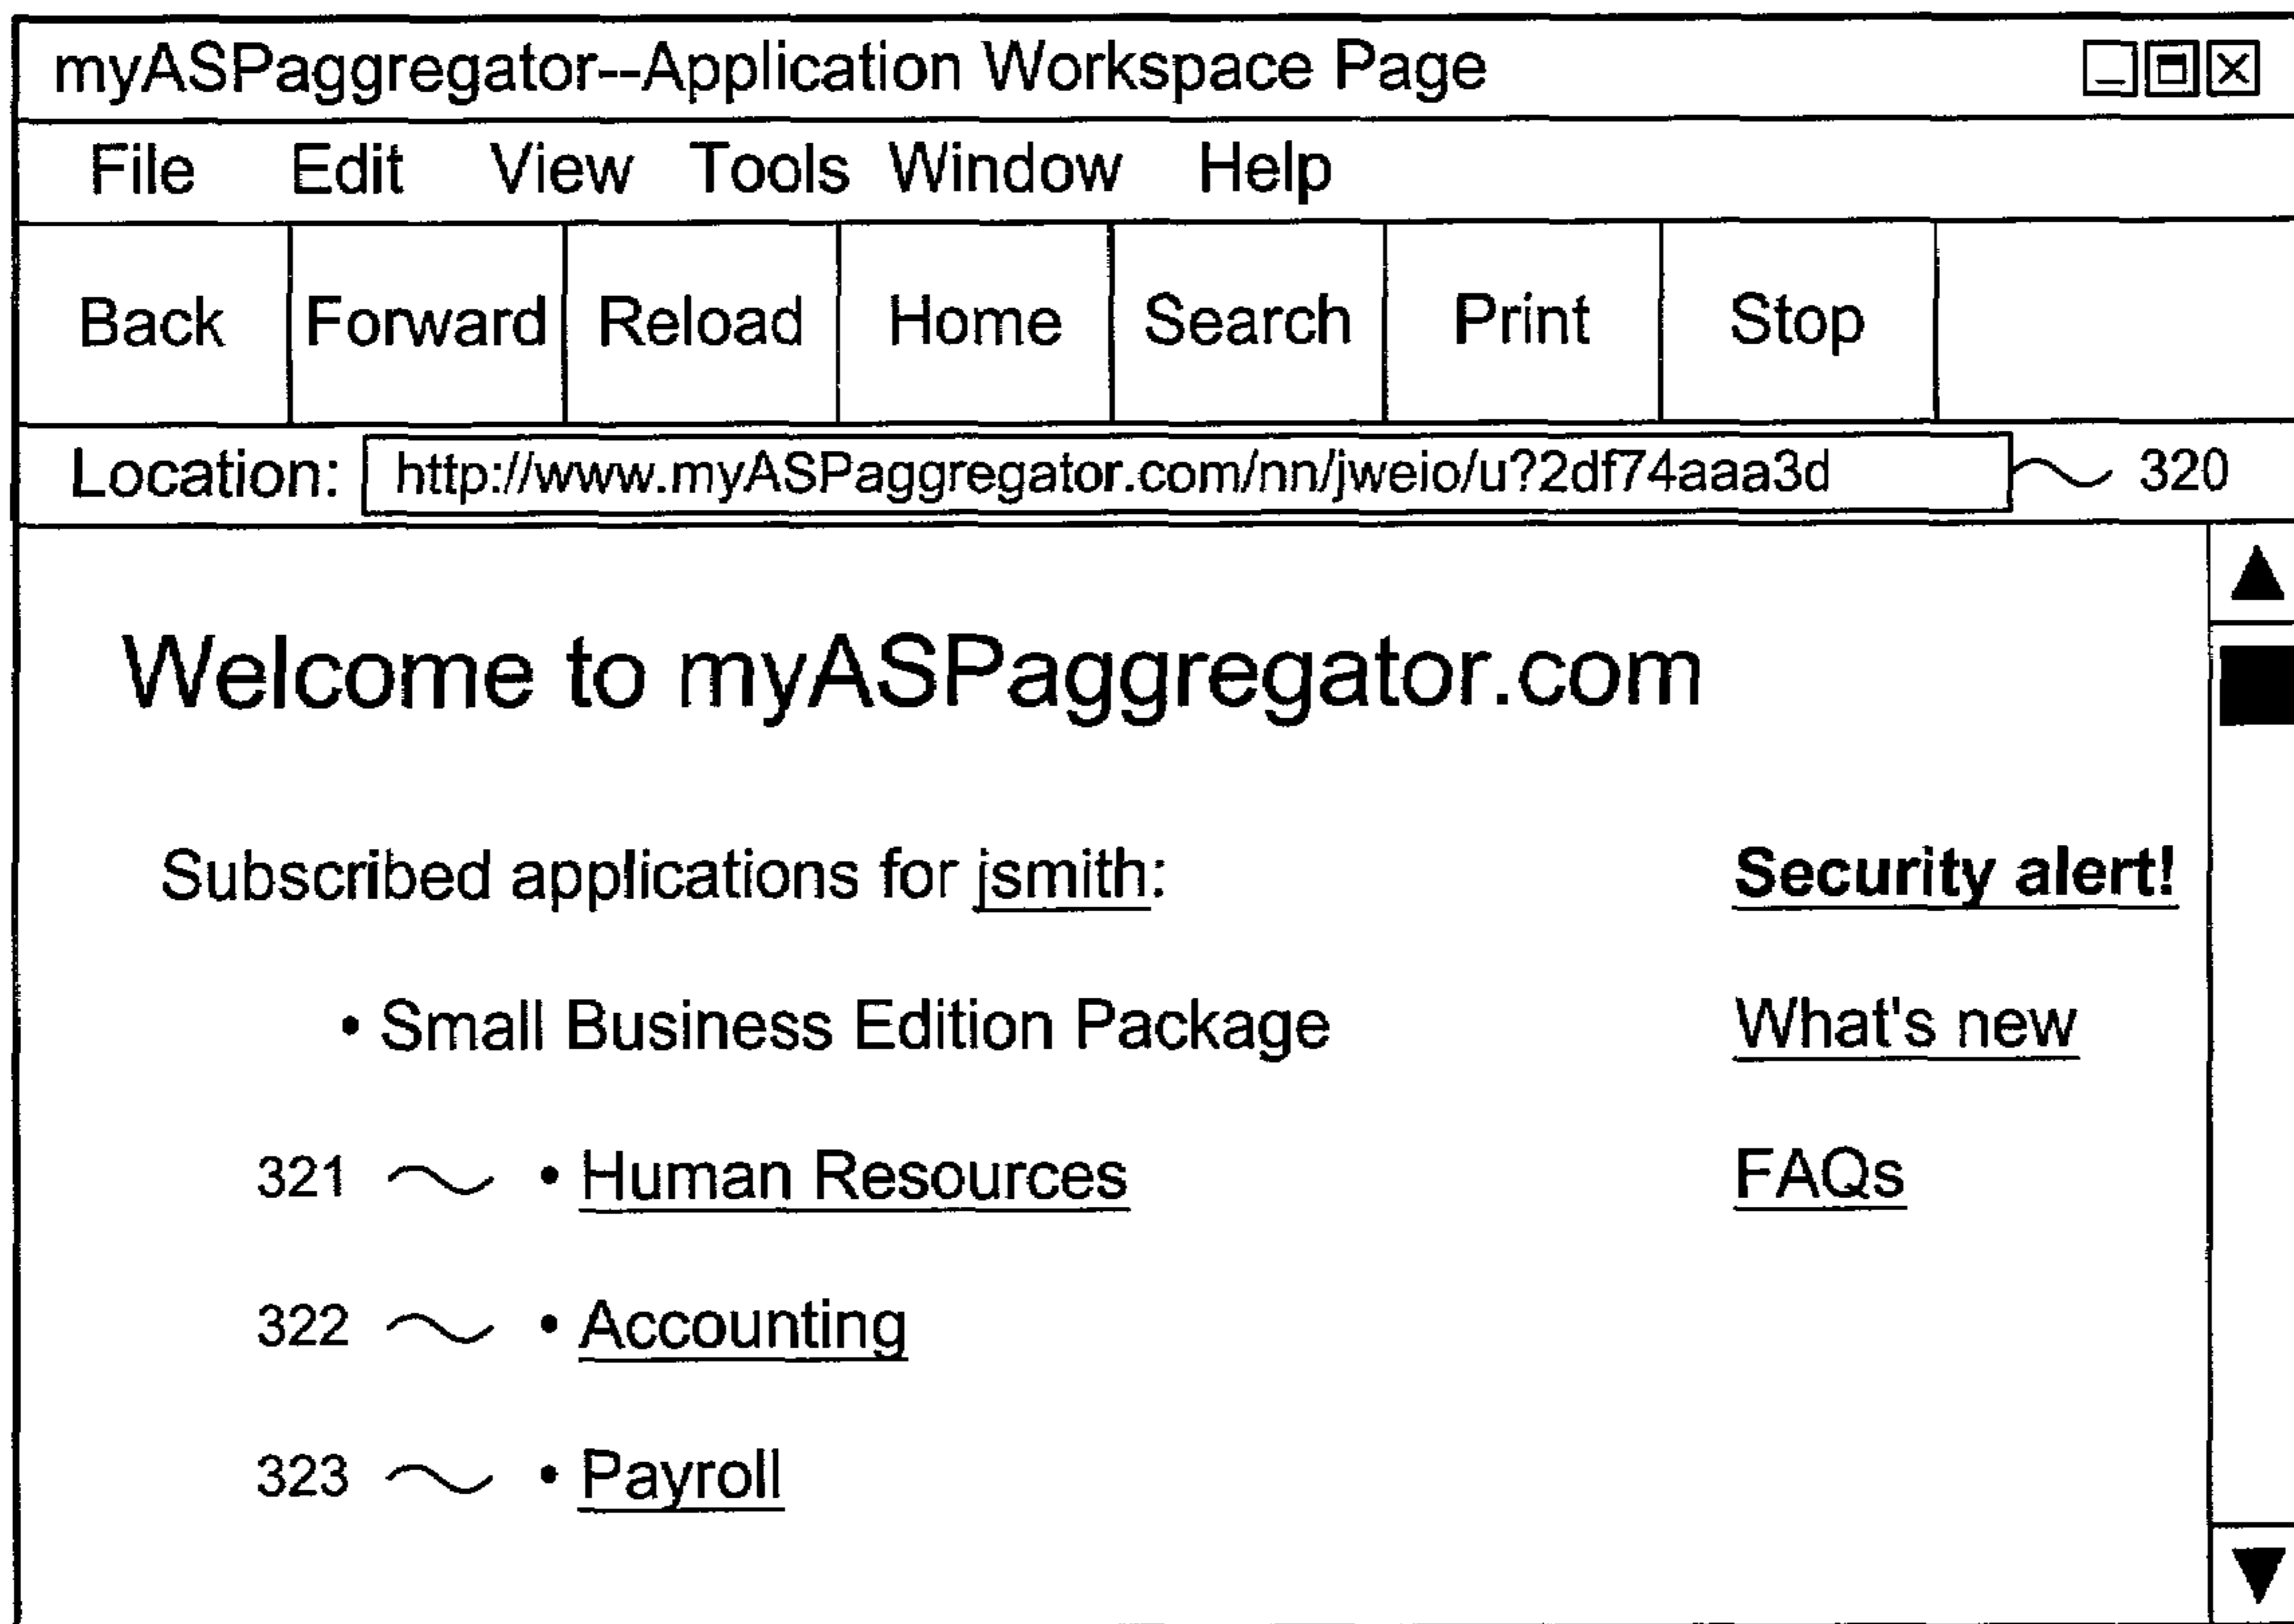 myASPaggregator--Application Workspace Page
File Edit View Tools Window Help
Back Forward Reload Home Search Print Stop
Location: http://www.myASPaggregator.com/nn/jweio/u?2df74aaa3d 320
Welcome to myASPaggregator.com
Subscribed applications for jsmith: Security alert!
• Small Business Edition Package What's new
321 • Human Resources FAQs
322 • Accounting
323 • Payroll